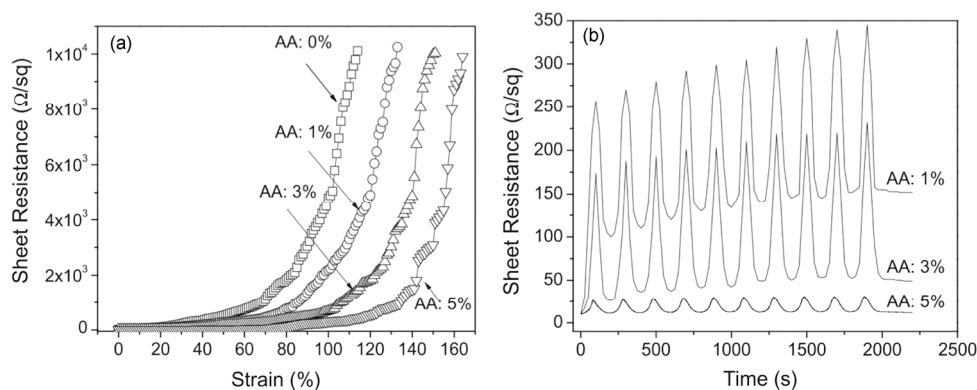 (a)
AA: 0%
AA: 1%
AA: 3%
AA: 5%
1x10⁴
8x10³
6x10³
4x10³
2x10³
0
Sheet Resistance (Ω/sq)
0 20 40 60 80 100 120 140 160
Strain (%)
(b)
350
300
250
200
150
100
50
0
Sheet Resistance (Ω/sq)
AA: 1%
AA: 3%
AA: 5%
0 500 1000 1500 2000 2500
Time (s)